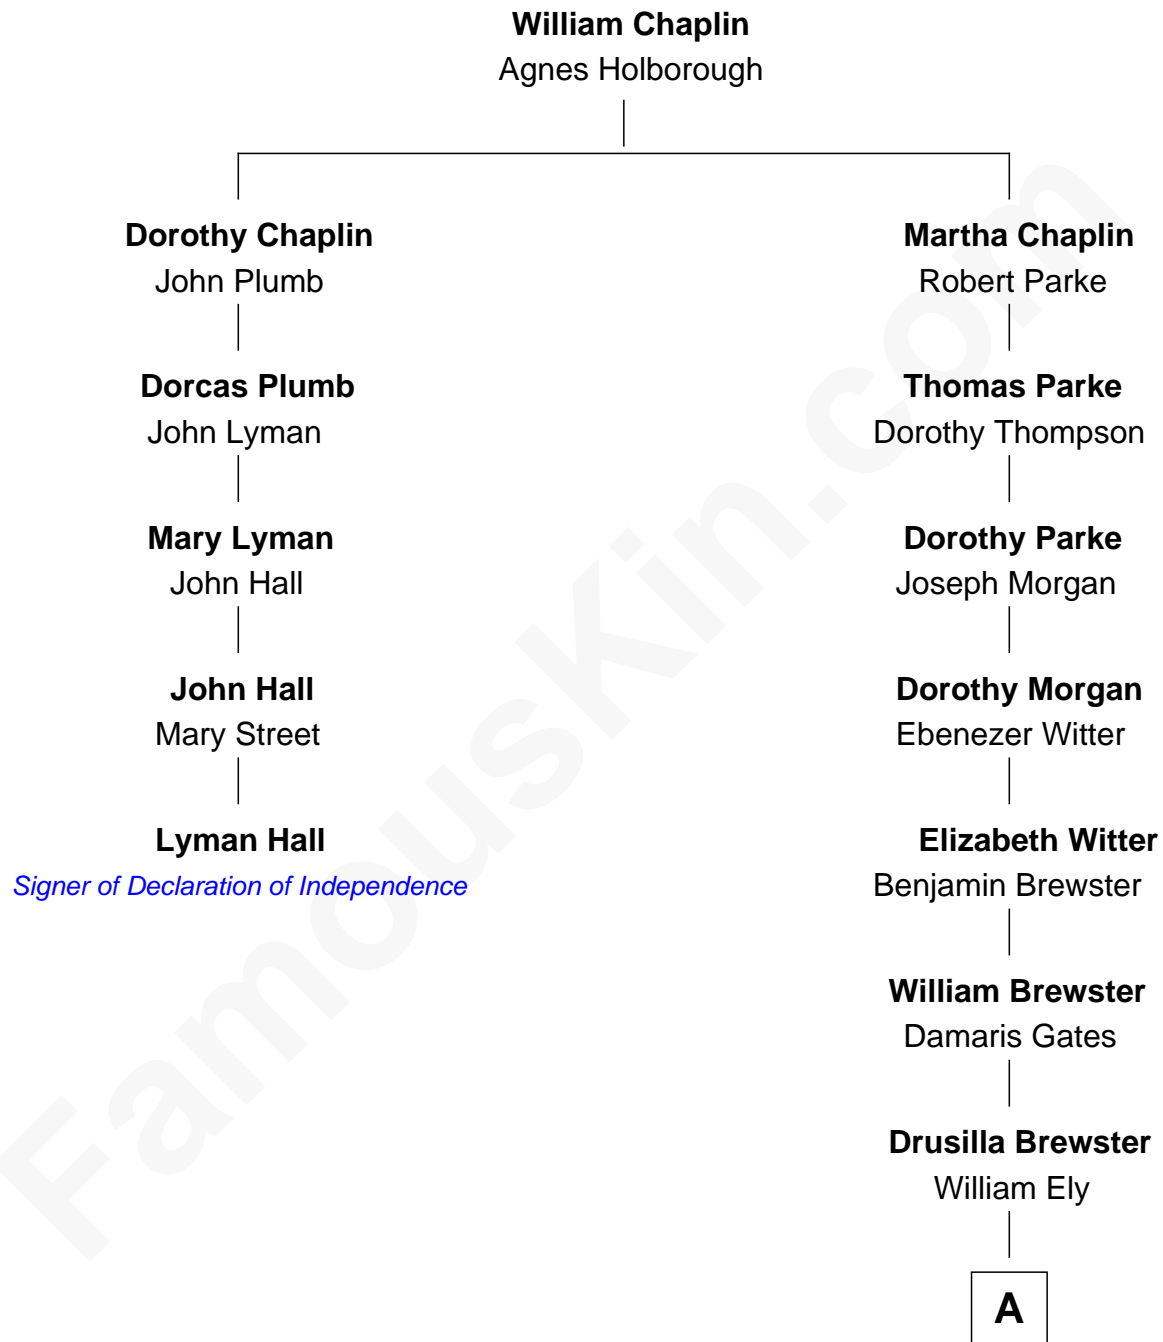 William Chaplin
Agnes Holborough
Dorothy Chaplin
John Plumb
Dorcas Plumb
John Lyman
Mary Lyman
John Hall
John Hall
Mary Street
Lyman Hall
Signer of Declaration of Independence
Martha Chaplin
Robert Parke
Thomas Parke
Dorothy Thompson
Dorothy Parke
Joseph Morgan
Dorothy Morgan
Ebenezer Witter
Elizabeth Witter
Benjamin Brewster
William Brewster
Damaris Gates
Drusilla Brewster
William Ely
A
FamousKin.com